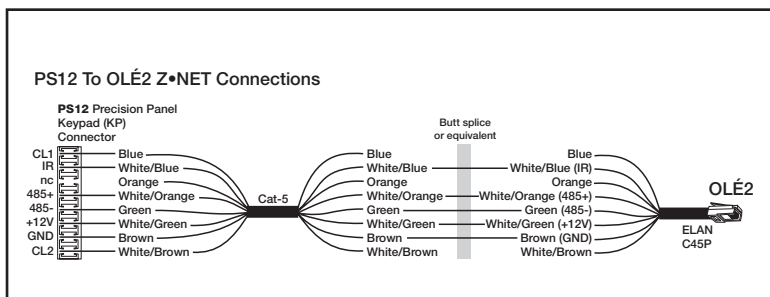 PS12 To OLÉ2 Z•NET Connections
PS12 Precision Panel
Keypad (KP)
Connector
Butt splice
or equivalent
CL1 Blue Blue Blue
IR White/Blue White/Blue White/Blue (IR)
nc Orange Orange Orange
485+ White/Orange Cat-5 White/Orange White/Orange (485+) OLÉ2
485- Green Green Green (485-)
+12V White/Green White/Green White/Green (+12V) ELAN
GND Brown Brown Brown (GND) C45P
CL2 White/Brown White/Brown White/Brown